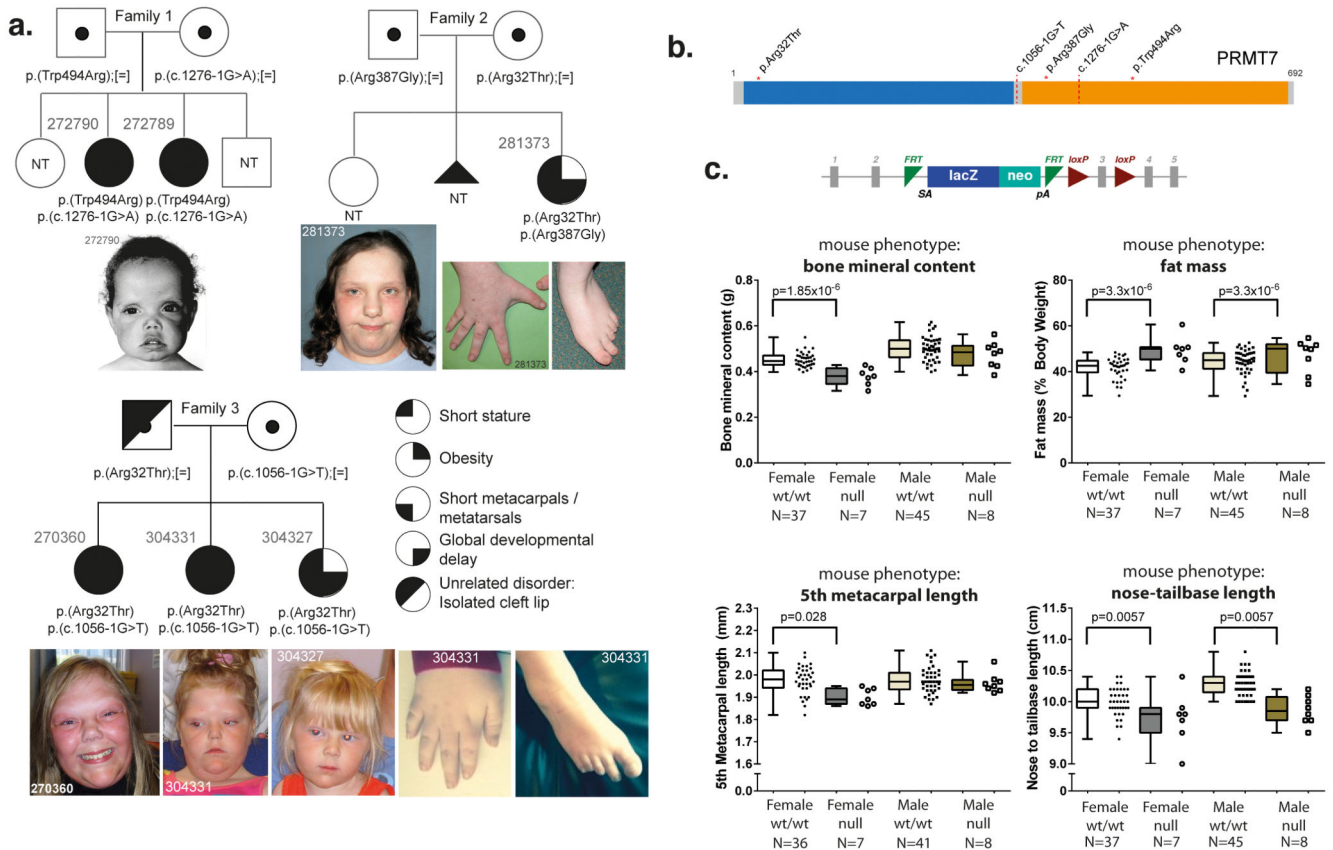 a.
Family 1
p.(Trp494Arg);[=]
p.(c.1276-1G>A);[=]
272790
272789
NT
NT
p.(Trp494Arg)
p.(c.1276-1G>A)
p.(Trp494Arg)
p.(c.1276-1G>A)
272790
Family 2
p.(Arg387Gly);[=]
p.(Arg32Thr);[=]
281373
NT
NT
p.(Arg32Thr)
p.(Arg387Gly)
281373
281373
Family 3
p.(Arg32Thr);[=]
p.(c.1056-1G>T);[=]
270360
304331
304327
p.(Arg32Thr)
p.(c.1056-1G>T)
p.(Arg32Thr)
p.(c.1056-1G>T)
p.(Arg32Thr)
p.(c.1056-1G>T)
Short stature
Obesity
Short metacarpals /
metatarsals
Global developmental
delay
Unrelated disorder:
Isolated cleft lip
270360
304331
304327
304331
304331
b.
p.Arg32Thr
c.1056-1G>T
p.Arg387Gly
c.1276-1G>A
p.Trp494Arg
PRMT7
1
692
*
*
*
c.
1
2
FRT
lacZ
neo
FRT
loxP
3
loxP
4
5
SA
pA
mouse phenotype:
bone mineral content
Bone mineral content (g)
0.8
0.6
0.4
0.2
0.0
p=1.85x10-6
Female
wt/wt
N=37
Female
null
N=7
Male
wt/wt
N=45
Male
null
N=8
mouse phenotype:
fat mass
Fat mass (% Body Weight)
80
60
40
20
0
p=3.3x10-6
p=3.3x10-6
Female
wt/wt
N=37
Female
null
N=7
Male
wt/wt
N=45
Male
null
N=8
mouse phenotype:
5th metacarpal length
5th Metacarpal length (mm)
2.3
2.2
2.1
2.0
1.9
1.8
1.7
1.6
0
p=0.028
Female
wt/wt
N=36
Female
null
N=7
Male
wt/wt
N=41
Male
null
N=8
mouse phenotype:
nose-tailbase length
Nose to tailbase length (cm)
11.5
11.0
10.5
10.0
9.5
9.0
0
p=0.0057
p=0.0057
Female
wt/wt
N=37
Female
null
N=7
Male
wt/wt
N=45
Male
null
N=8